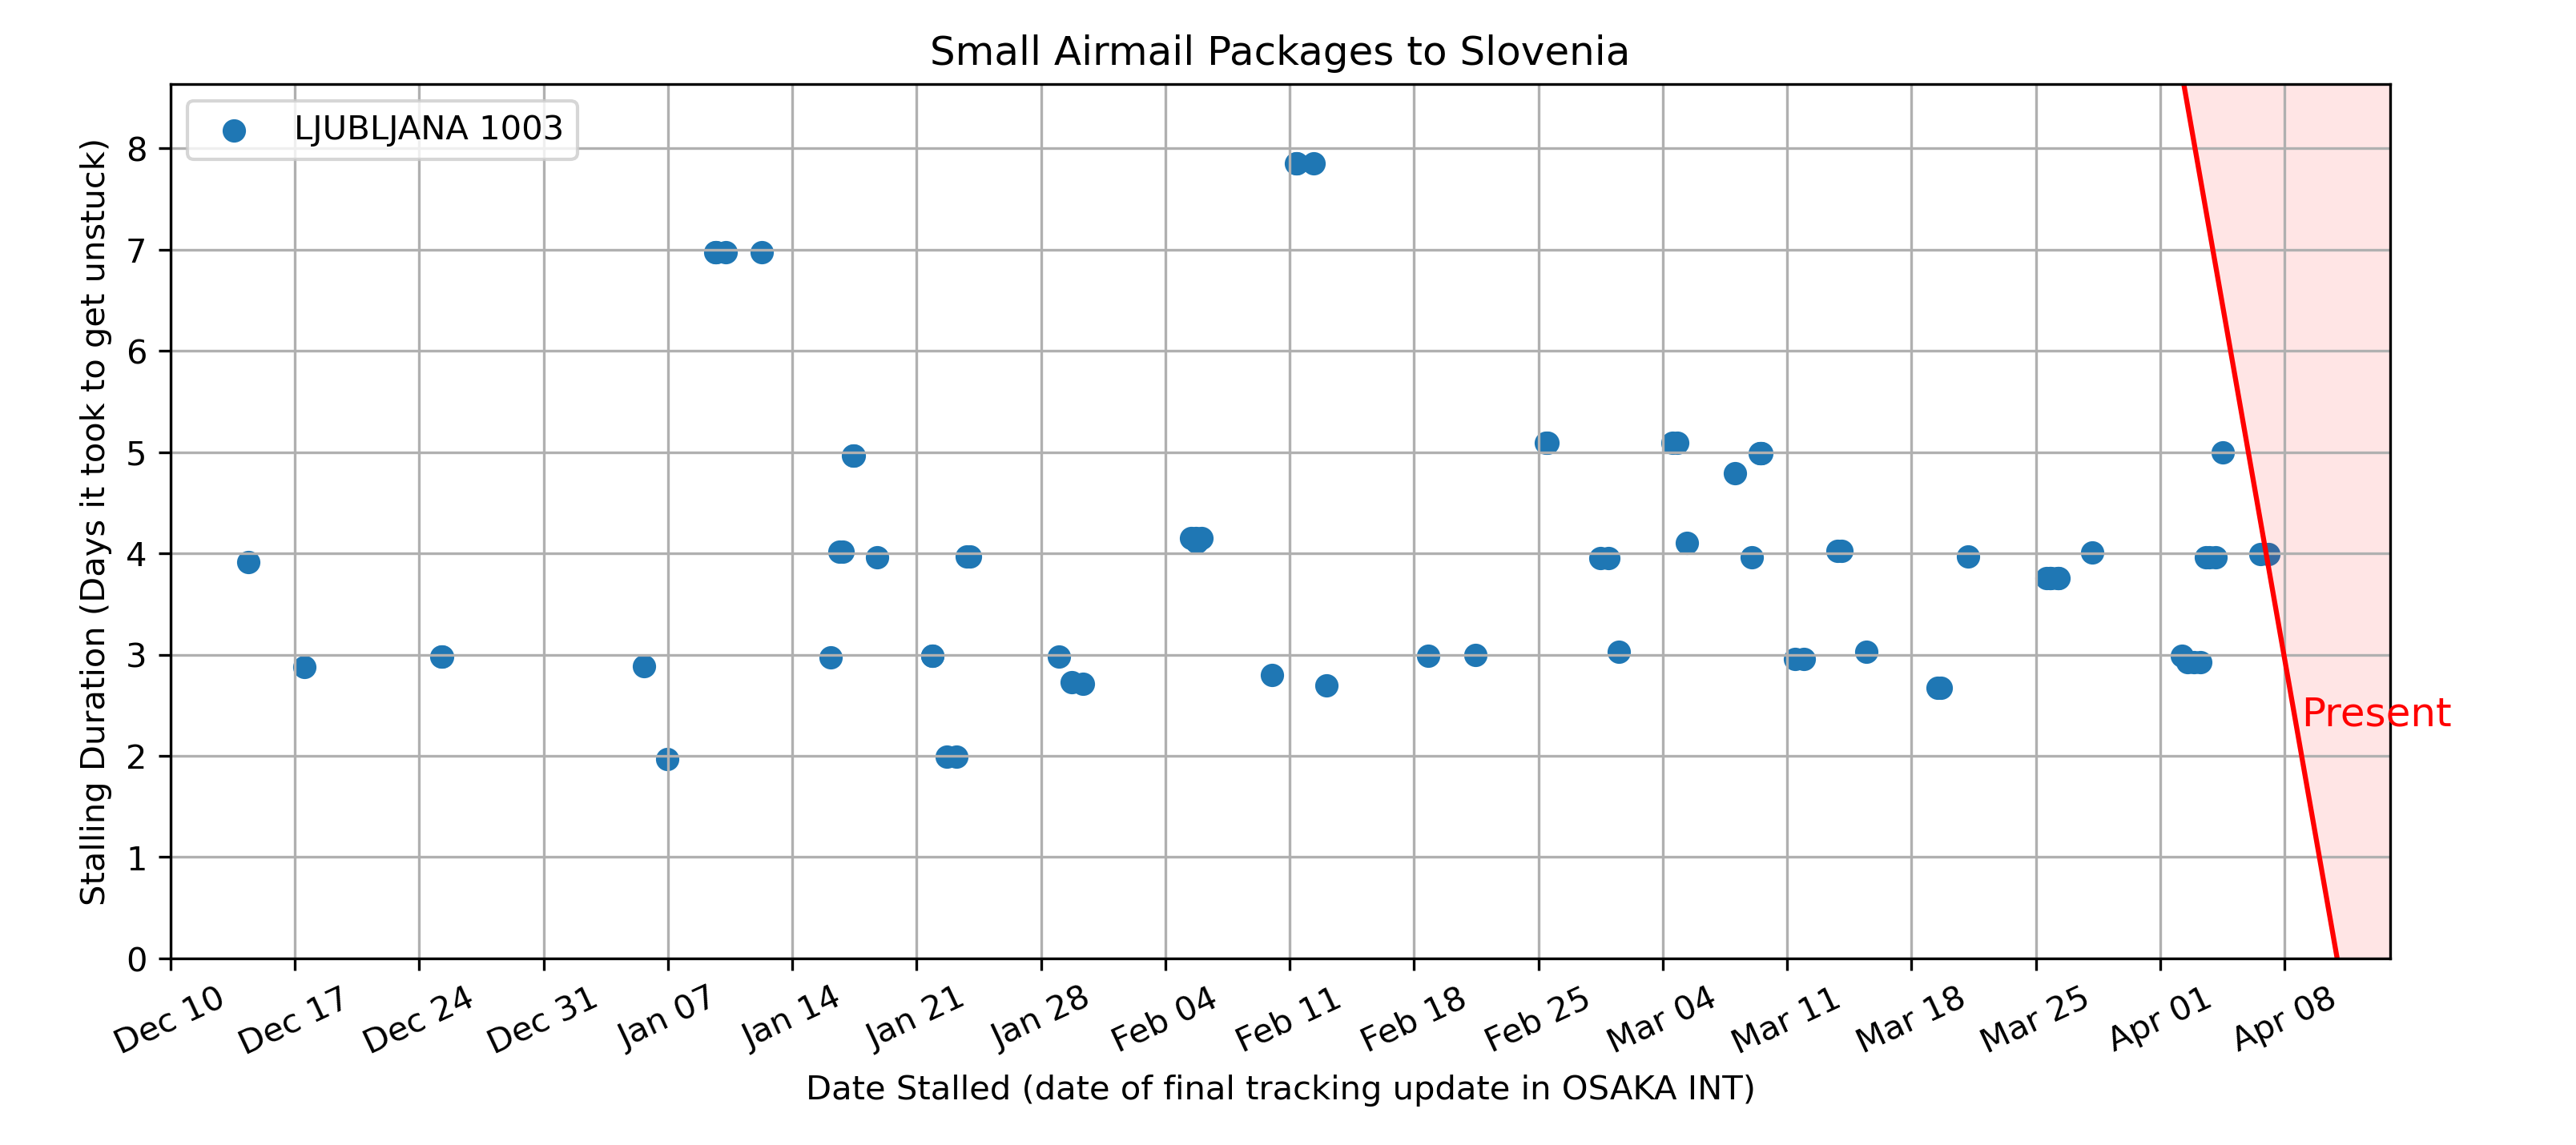 Small Airmail Packages to Slovenia
LJUBLJANA 1003
Stalling Duration (Days it took to get unstuck)
8
7
6
5
4
3
2
1
0
Present
Dec 10
Dec 17
Dec 24
Dec 31
Jan 07
Jan 14
Jan 21
Jan 28
Feb 04
Feb 11
Feb 18
Feb 25
Mar 04
Mar 11
Mar 18
Mar 25
Apr 01
Apr 08
Date Stalled (date of final tracking update in OSAKA INT)